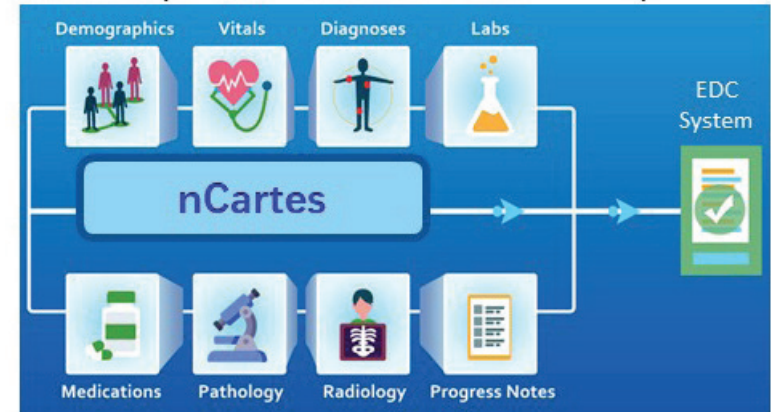 Demographics Vitals Diagnoses Labs
EDC
System
nCartes
Medications Pathology Radiology Progress Notes